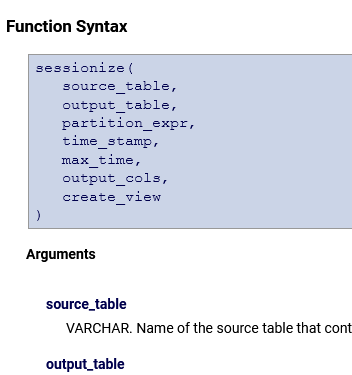 Function Syntax
sessionize(
source_table,
output_table,
partition_expr,
time_stamp,
max_time,
output_cols,
create_view
)
Arguments
source_table
VARCHAR. Name of the source table that cont
output_table